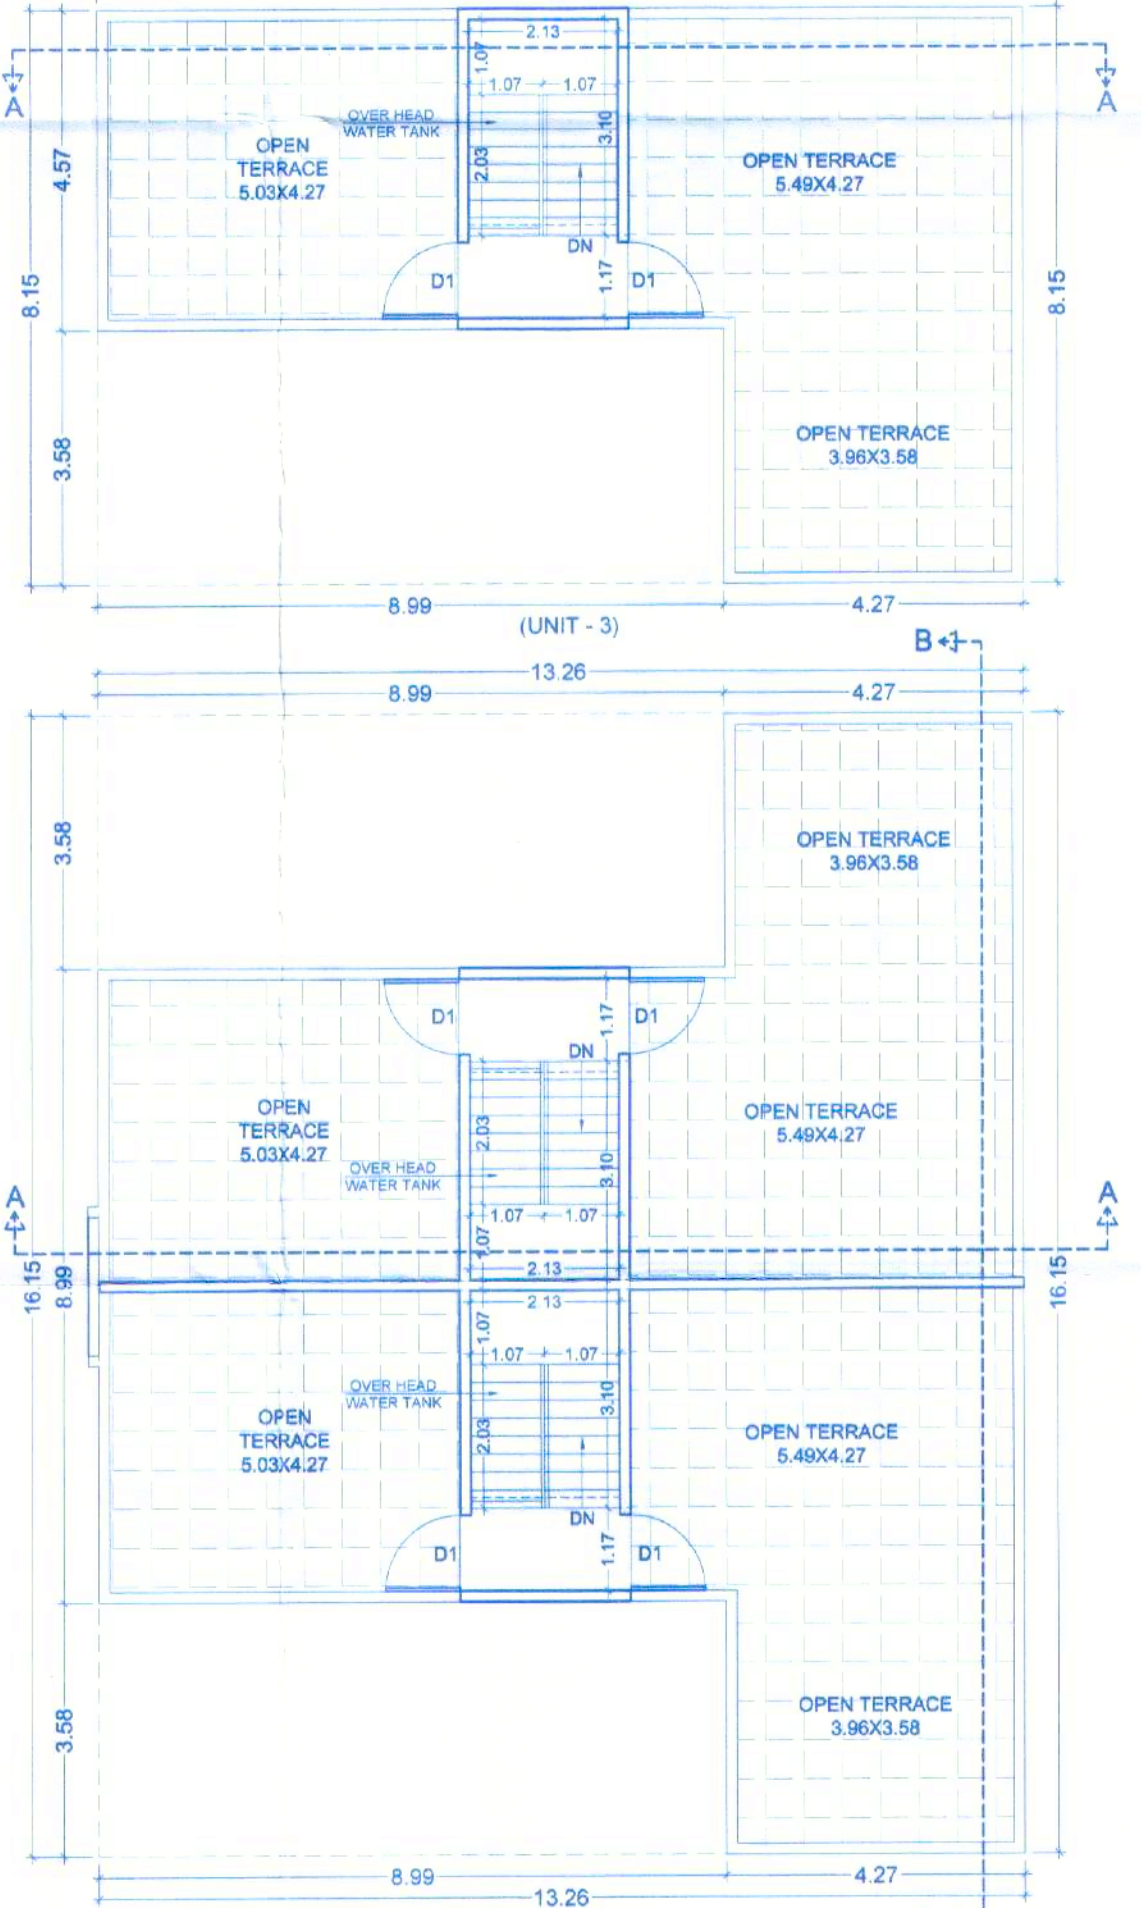 2.13
A
A
1.07
1.07
1.07
OVER HEAD
WATER TANK
3.10
4.57
OPEN
TERRACE
5.03X4.27
2.03
OPEN TERRACE
5.49X4.27
DN
D1
D1
1.17
8.15
8.15
OPEN TERRACE
3.96X3.58
3.58
8.99
4.27
(UNIT - 3)
B
13.26
8.99
4.27
3.58
OPEN TERRACE
3.96X3.58
D1
D1
1.17
DN
OPEN
TERRACE
5.03X4.27
2.03
OPEN TERRACE
5.49X4.27
OVER HEAD
WATER TANK
3.10
A
A
1.07
1.07
1.07
2.13
16.15
8.99
16.15
2.13
1.07
1.07
1.07
OVER HEAD
WATER TANK
3.10
OPEN
TERRACE
5.03X4.27
2.03
OPEN TERRACE
5.49X4.27
DN
D1
D1
1.17
OPEN TERRACE
3.96X3.58
3.58
8.99
4.27
13.26